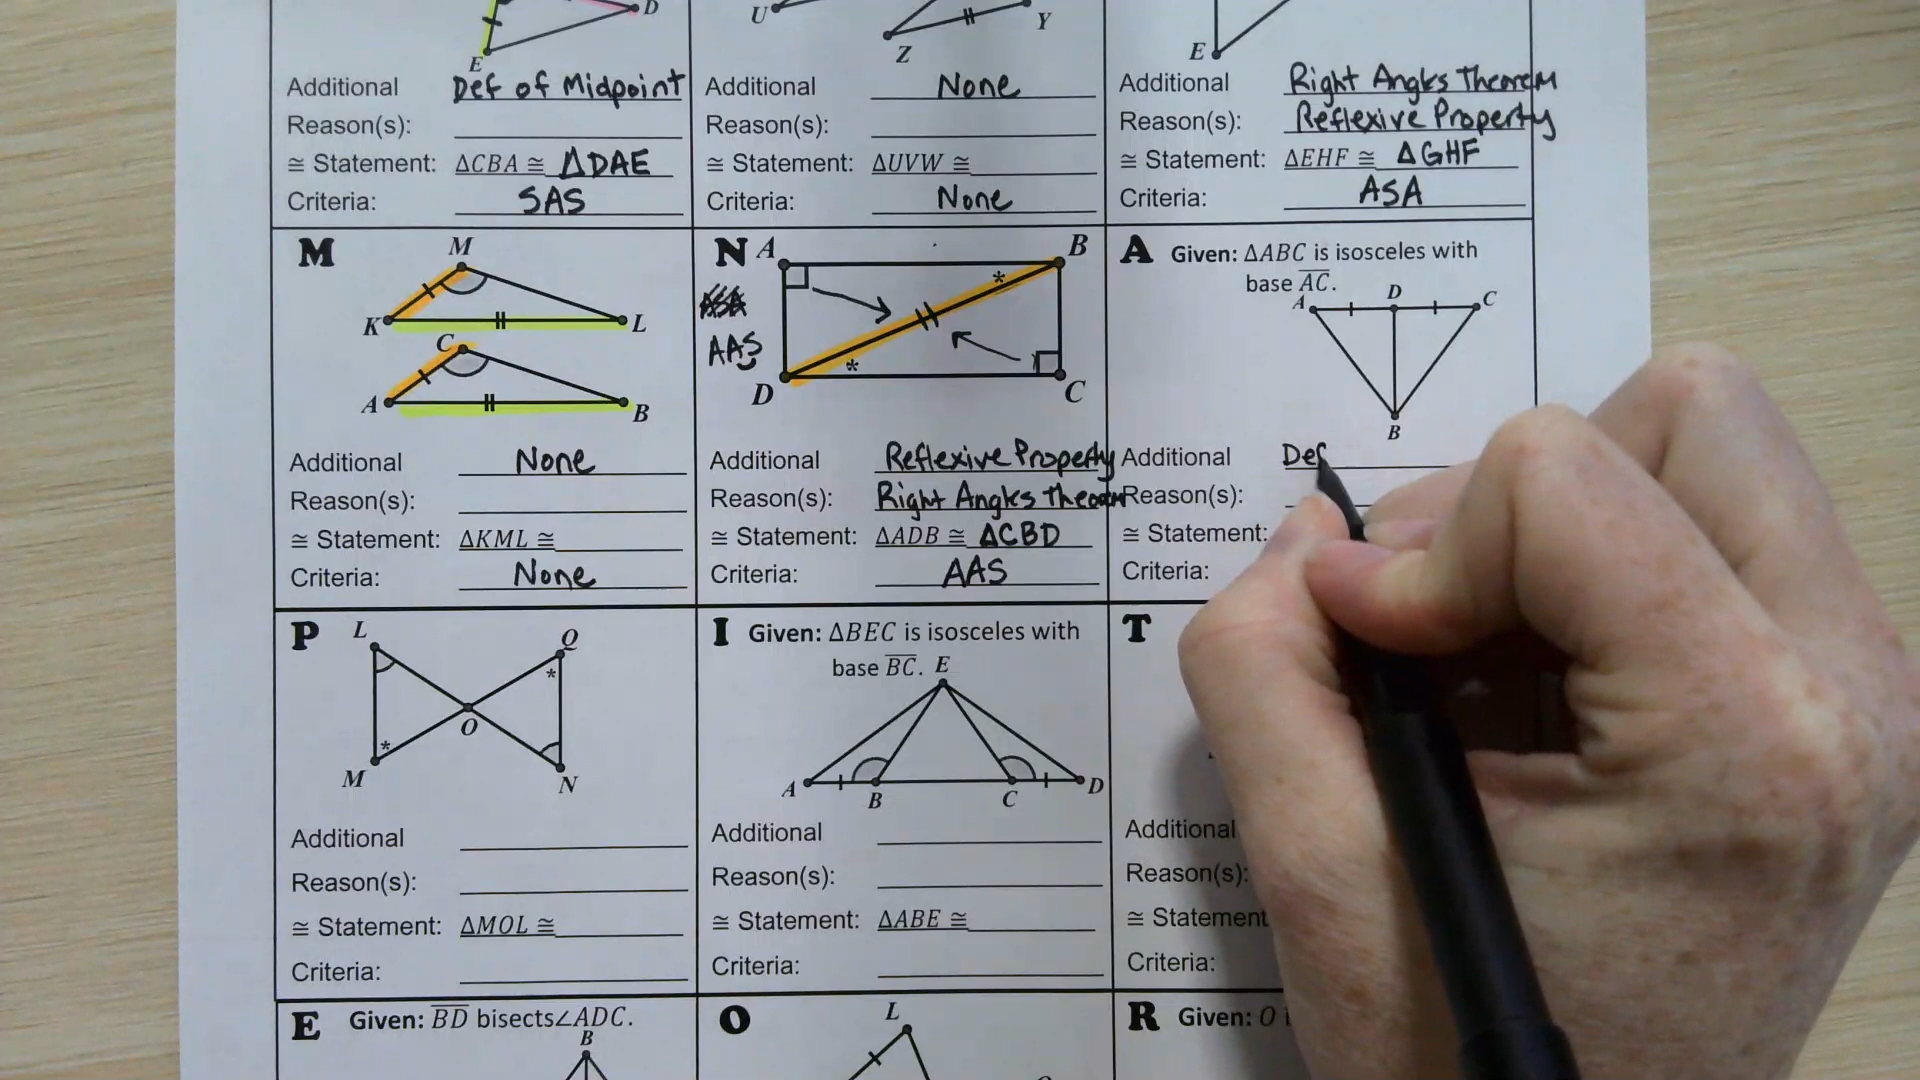 D
E
Additional Def of Midpoint
Reason(s):
≅ Statement: ΔCBA ≅ ΔDAE
Criteria: SAS
U
Y
Z
Additional None
Reason(s):
≅ Statement: ΔUVW ≅
Criteria: None
E
Additional Right Angles Theorem
Reason(s): Reflexive Property
≅ Statement: ΔEHF ≅ ΔGHF
Criteria: ASA
M
M
K L
C
A B
Additional None
Reason(s):
≅ Statement: ΔKML ≅
Criteria: None
N A B
*
ASA
AAS
*
D C
Additional Reflexive Property
Reason(s): Right Angles Theorem
≅ Statement: ΔADB ≅ ΔCBD
Criteria: AAS
A Given: ΔABC is isosceles with
base AC.
A D C
B
Additional Def
Reason(s):
≅ Statement:
Criteria:
P L Q
*
O
*
M N
Additional
Reason(s):
≅ Statement: ΔMOL ≅
Criteria:
I Given: ΔBEC is isosceles with
base BC. E
A B C D
Additional
Reason(s):
≅ Statement: ΔABE ≅
Criteria:
T
Additional
Reason(s):
≅ Statement
Criteria:
E Given: BD bisects∠ADC.
B
O L
R Given: O